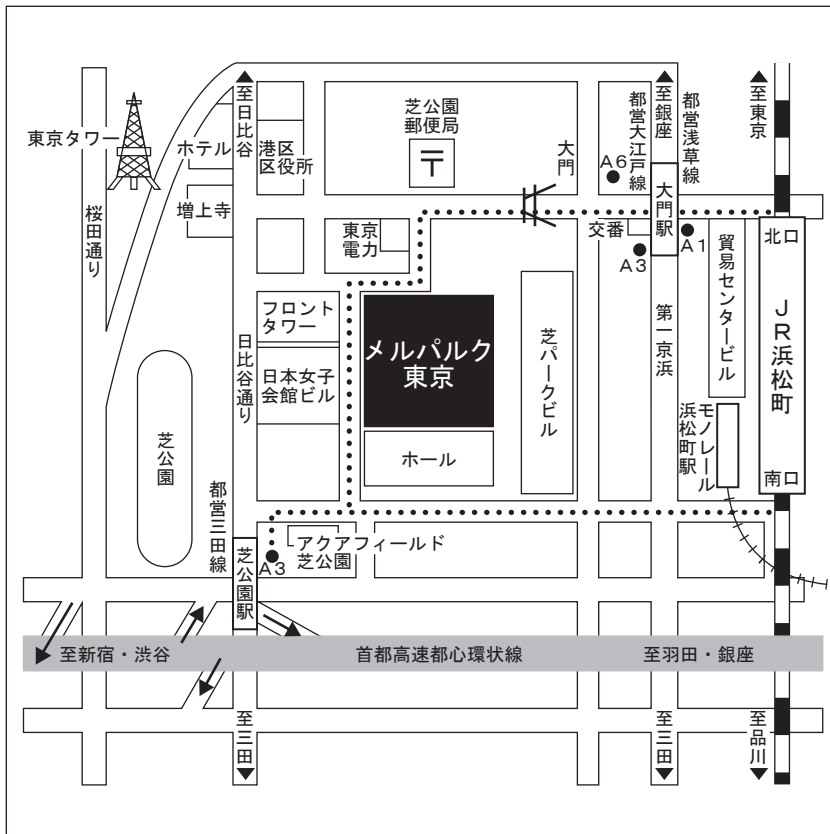 東京タワー
桜田通り
至日比谷
ホテル
増上寺
港区
区役所
芝公園
郵便局
〒
大門
都営大江戸線
A6
至銀座
都営浅草線
至東京
大門駅
交番
A3
A1
北口
東京
電力
貿易センタービル
JR浜松町
南口
フロント
タワー
日本女子
会館ビル
日比谷通り
メルパルク
東京
ホール
芝パークビル
第一京浜
モノレール
浜松町駅
芝公園
都営三田線
芝公園駅
A3
アクアフィールド
芝公園
至新宿・渋谷
首都高速都心環状線
至羽田・銀座
至三田
至三田
至品川